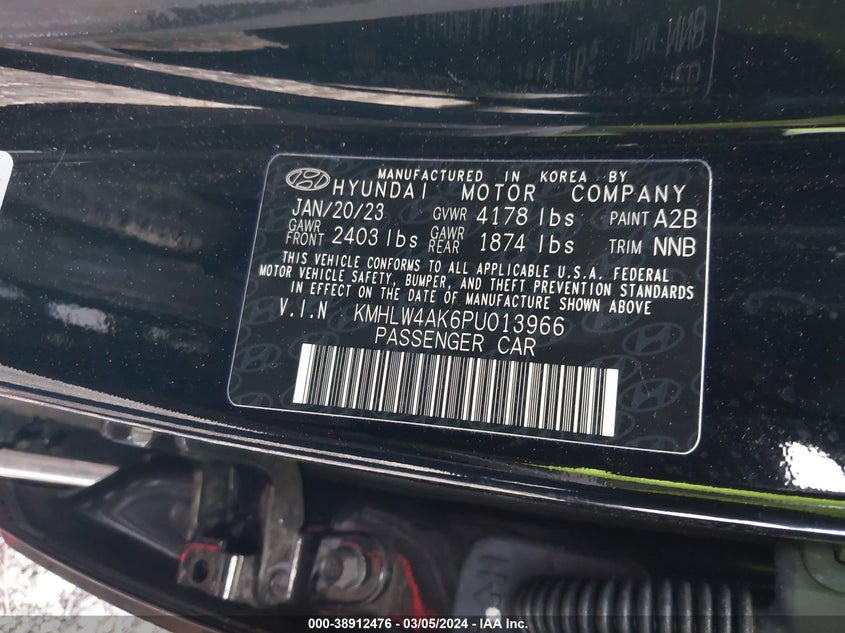 MANUFACTURED IN KOREA BY
HYUNDAI MOTOR COMPANY
JAN/20/23 GVWR 4178 lbs PAINT A2B
GAWR FRONT 2403 lbs GAWR REAR 1874 lbs TRIM NNB
THIS VEHICLE CONFORMS TO ALL APPLICABLE U.S.A. FEDERAL
MOTOR VEHICLE SAFETY, BUMPER, AND THEFT PREVENTION STANDARDS
IN EFFECT ON THE DATE OF MANUFACTURE SHOWN ABOVE
V.I.N KMHLW4AK6PU013966
PASSENGER CAR
000-38912476 - 03/05/2024 - IAA Inc.